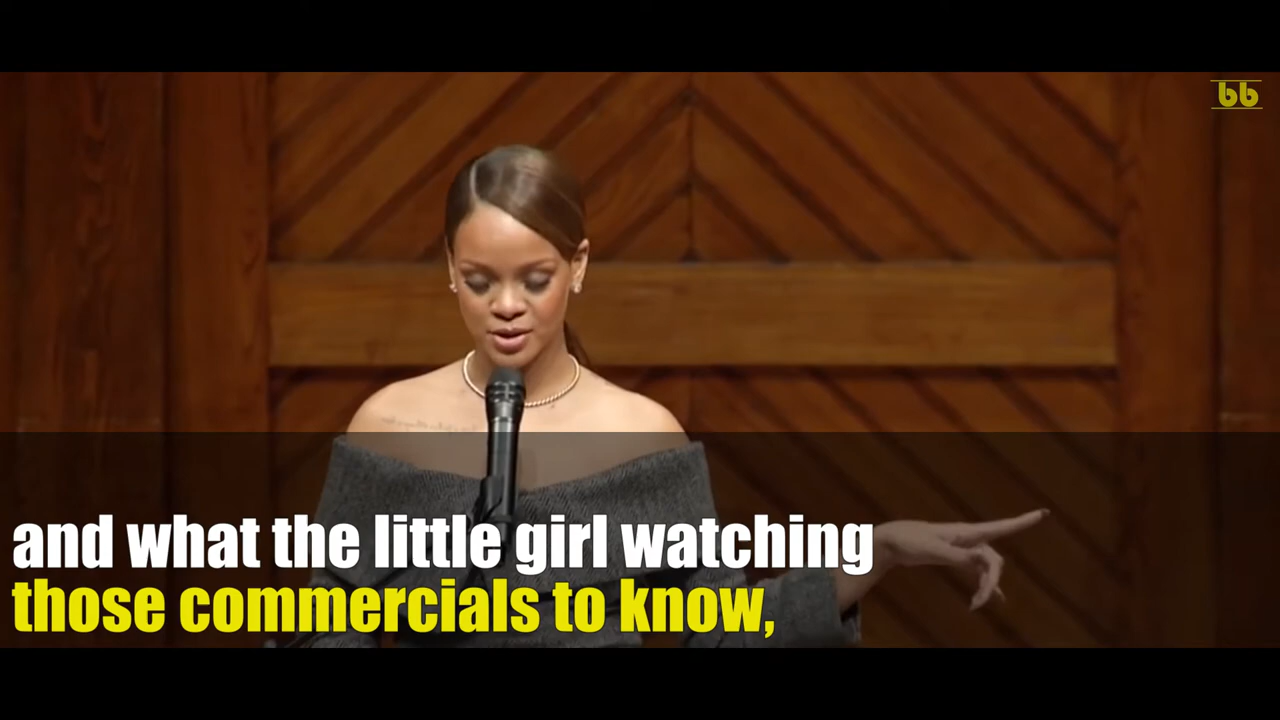 bb
and what the little girl watching
those commercials to know,